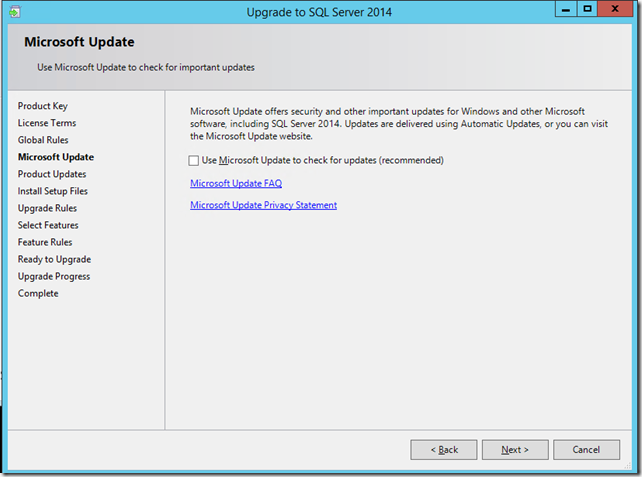 Upgrade to SQL Server 2014
Microsoft Update
Use Microsoft Update to check for important updates
Product Key
License Terms
Global Rules
Microsoft Update
Product Updates
Install Setup Files
Upgrade Rules
Select Features
Feature Rules
Ready to Upgrade
Upgrade Progress
Complete
Microsoft Update offers security and other important updates for Windows and other Microsoft
software, including SQL Server 2014. Updates are delivered using Automatic Updates, or you can visit
the Microsoft Update website.
Use Microsoft Update to check for updates (recommended)
Microsoft Update FAQ
Microsoft Update Privacy Statement
< Back
Next >
Cancel